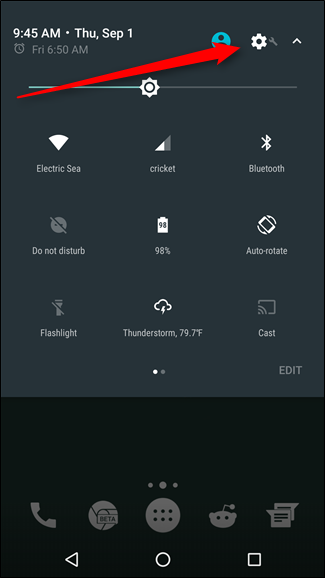 9:45 AM • Thu, Sep 1
Fri 6:50 AM
Electric Sea
cricket
Bluetooth
98
Do not disturb
98%
Auto-rotate
Flashlight
Thunderstorm, 79.7°F
Cast
EDIT
BETA